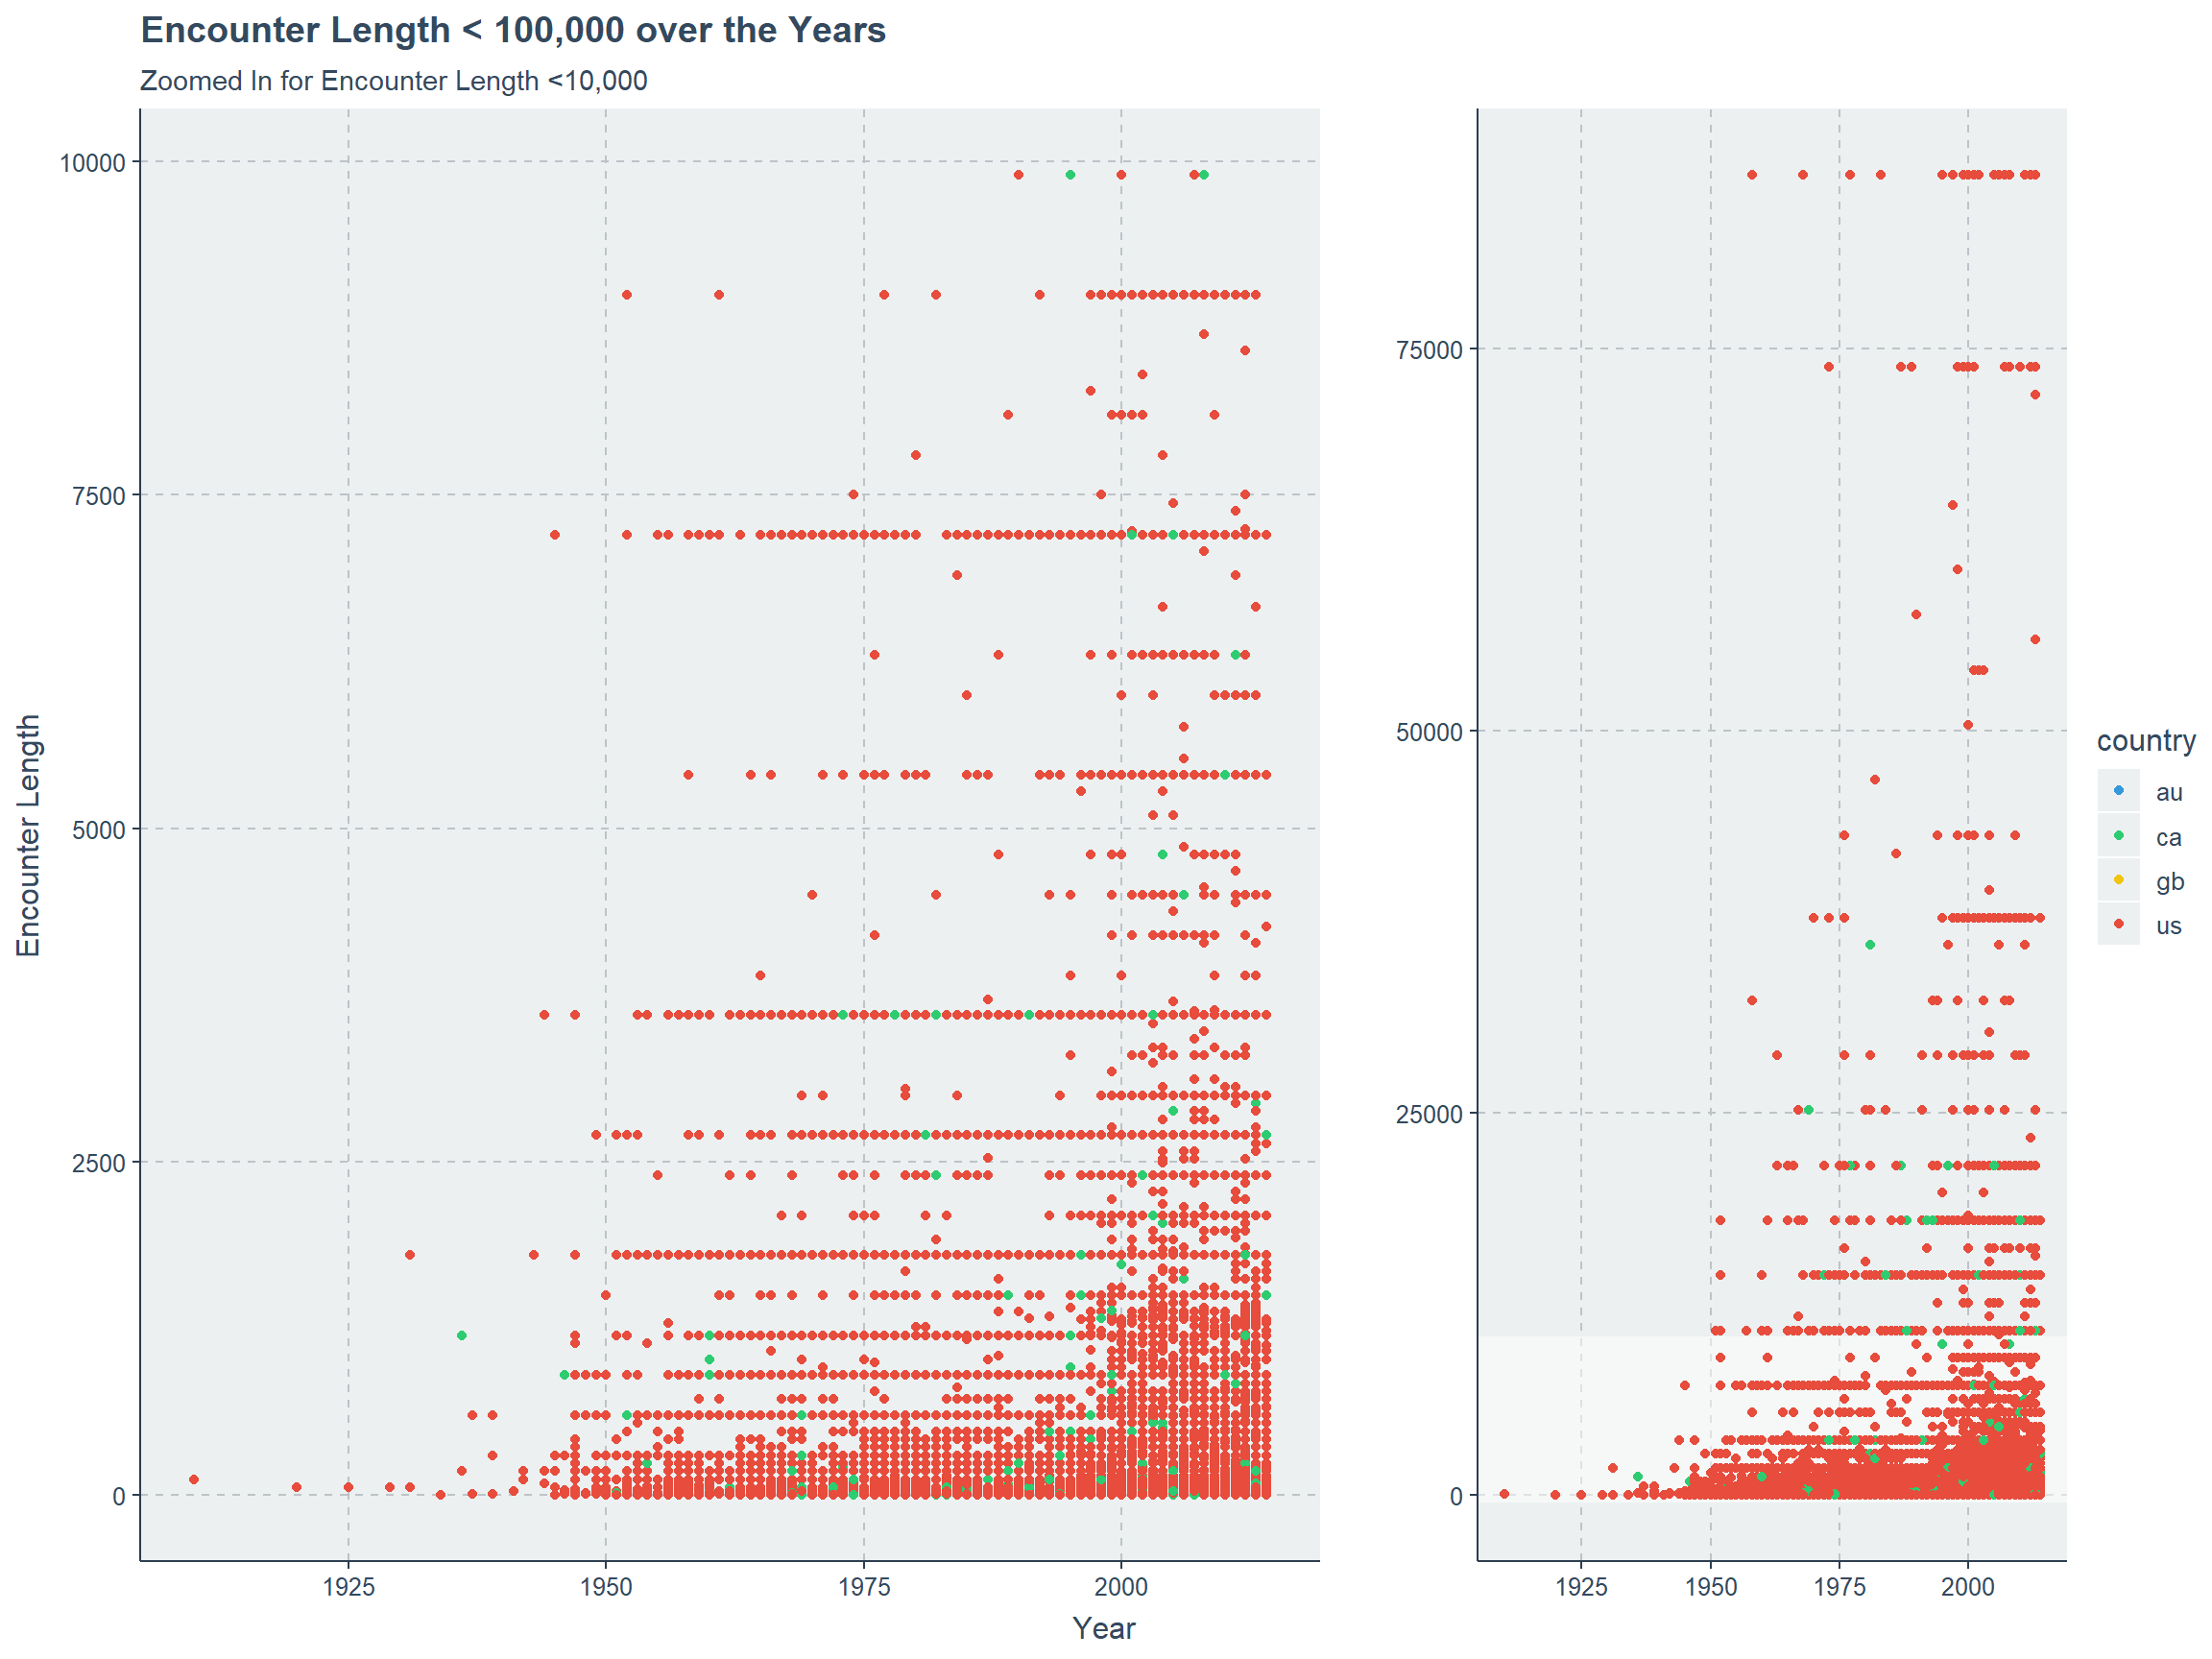 Encounter Length < 100,000 over the Years
Zoomed In for Encounter Length <10,000
Encounter Length
10000
7500
5000
2500
0
1925 1950 1975 2000
75000
50000
25000
0
1925 1950 1975 2000
Year
country
au
ca
gb
us